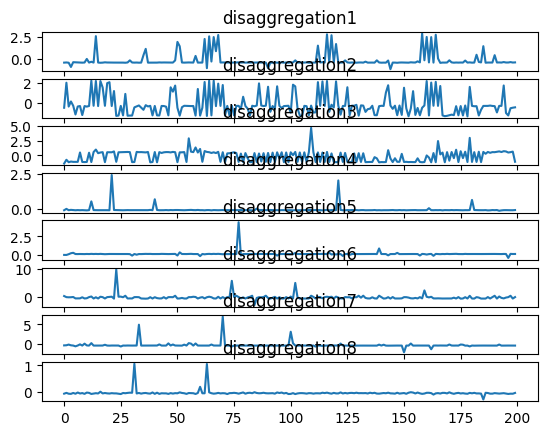 disaggregation1
2.5
0.0
disaggregation2
2
0
disaggregation3
5.0
2.5
0.0
disaggregation4
2.5
0.0
disaggregation5
2.5
0.0
disaggregation6
10
0
disaggregation7
5
0
disaggregation8
1
0
0 25 50 75 100 125 150 175 200